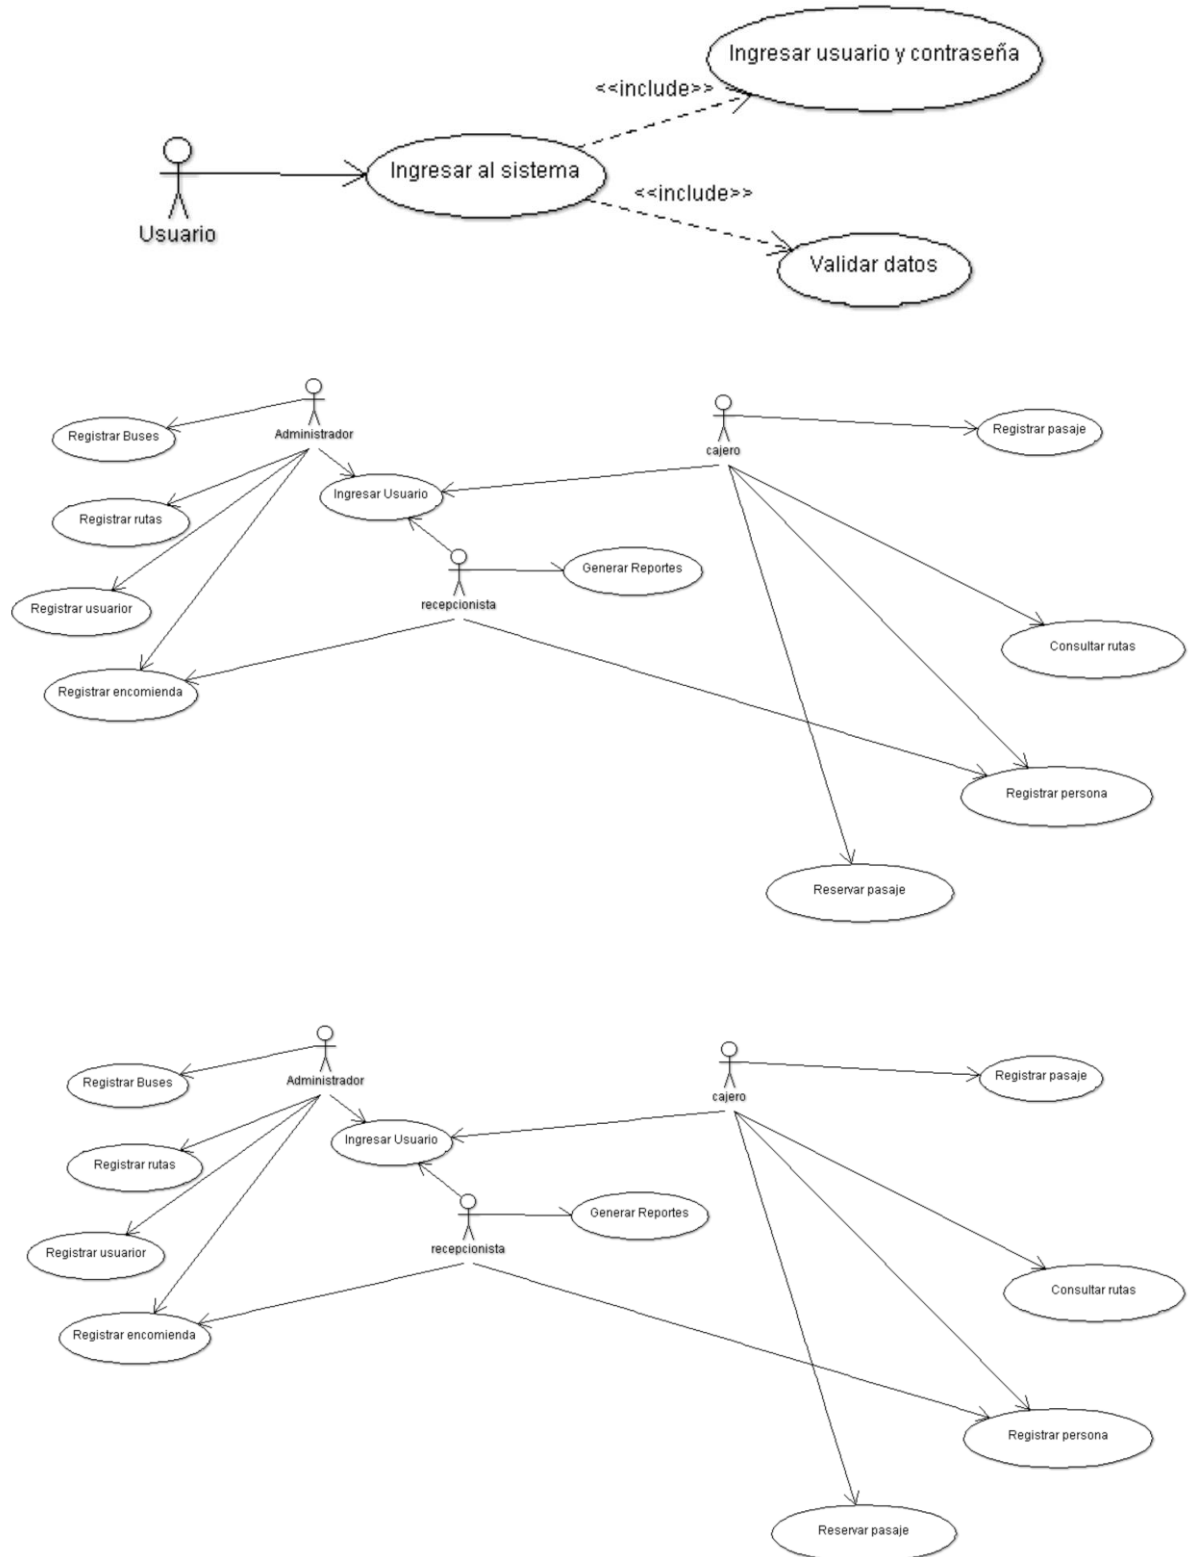 Ingresar usuario y contraseña
<<include>>
Ingresar al sistema
<<include>>
Usuario
Validar datos
Registrar Buses
Administrador
cajero
Registrar pasaje
Ingresar Usuario
Registrar rutas
Generar Reportes
Registrar usuarior
recepcionista
Consultar rutas
Registrar encomienda
Registrar persona
Reservar pasaje
Registrar Buses
Administrador
cajero
Registrar pasaje
Ingresar Usuario
Registrar rutas
Generar Reportes
Registrar usuarior
recepcionista
Consultar rutas
Registrar encomienda
Registrar persona
Reservar pasaje